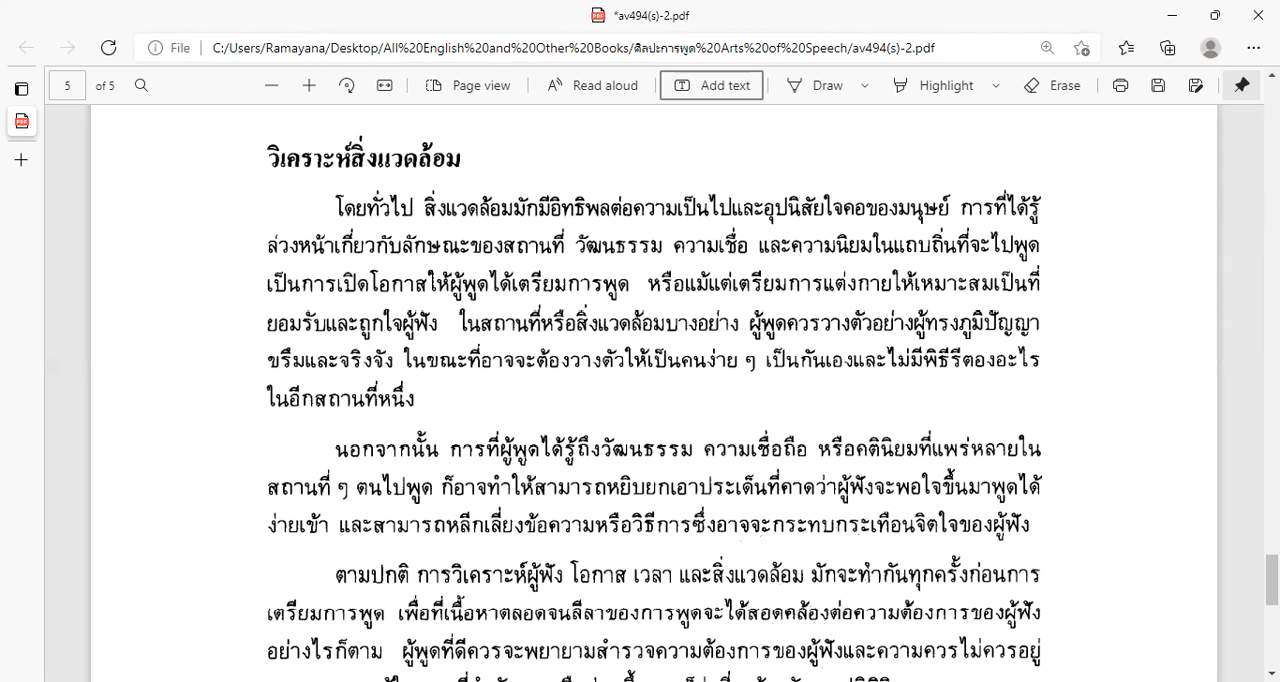 *av494(s)-2.pdf
File C:/Users/Ramayana/Desktop/All%20English%20and%20Other%20Books/ศิลปะการพูด%20Arts%20of%20Speech/av494(s)-2.pdf
5 of 5 Page view Read aloud Add text Draw Highlight Erase
วิเคราะห์สิ่งแวดล้อม
โดยทั่วไป สิ่งแวดล้อมมักมีอิทธิพลต่อความเป็นไปและอุปนิสัยใจคอของมนุษย์ การที่ได้รู้
ล่วงหน้าเกี่ยวกับลักษณะของสถานที่ วัฒนธรรม ความเชื่อ และความนิยมในแถบถิ่นที่จะไปพูด
เป็นการเปิดโอกาสให้ผู้พูดได้เตรียมการพูด หรือแม้แต่เตรียมการแต่งกายให้เหมาะสมเป็นที่
ยอมรับและถูกใจผู้ฟัง ในสถานที่หรือสิ่งแวดล้อมบางอย่าง ผู้พูดควรวางตัวอย่างผู้ทรงภูมิปัญญา
ขรึมและจริงจัง ในขณะที่อาจจะต้องวางตัวให้เป็นคนง่าย ๆ เป็นกันเองและไม่มีพิธีรีตองอะไร
ในอีกสถานที่หนึ่ง
นอกจากนั้น การที่ผู้พูดได้รู้ถึงวัฒนธรรม ความเชื่อถือ หรือคตินิยมที่แพร่หลายใน
สถานที่ ๆ ตนไปพูด ก็อาจทำให้สามารถหยิบยกเอาประเด็นที่คาดว่าผู้ฟังจะพอใจขึ้นมาพูดได้
ง่ายเข้า และสามารถหลีกเลี่ยงข้อความหรือวิธีการซึ่งอาจจะกระทบกระเทือนจิตใจของผู้ฟัง
ตามปกติ การวิเคราะห์ผู้ฟัง โอกาส เวลา และสิ่งแวดล้อม มักจะทำกันทุกครั้งก่อนการ
เตรียมการพูด เพื่อที่เนื้อหาตลอดจนลีลาของการพูดจะได้สอดคล้องต่อความต้องการของผู้ฟัง
อย่างไรก็ตาม ผู้พูดที่ดีควรจะพยายามสำรวจความต้องการของผู้ฟังและความควรไม่ควรอยู่